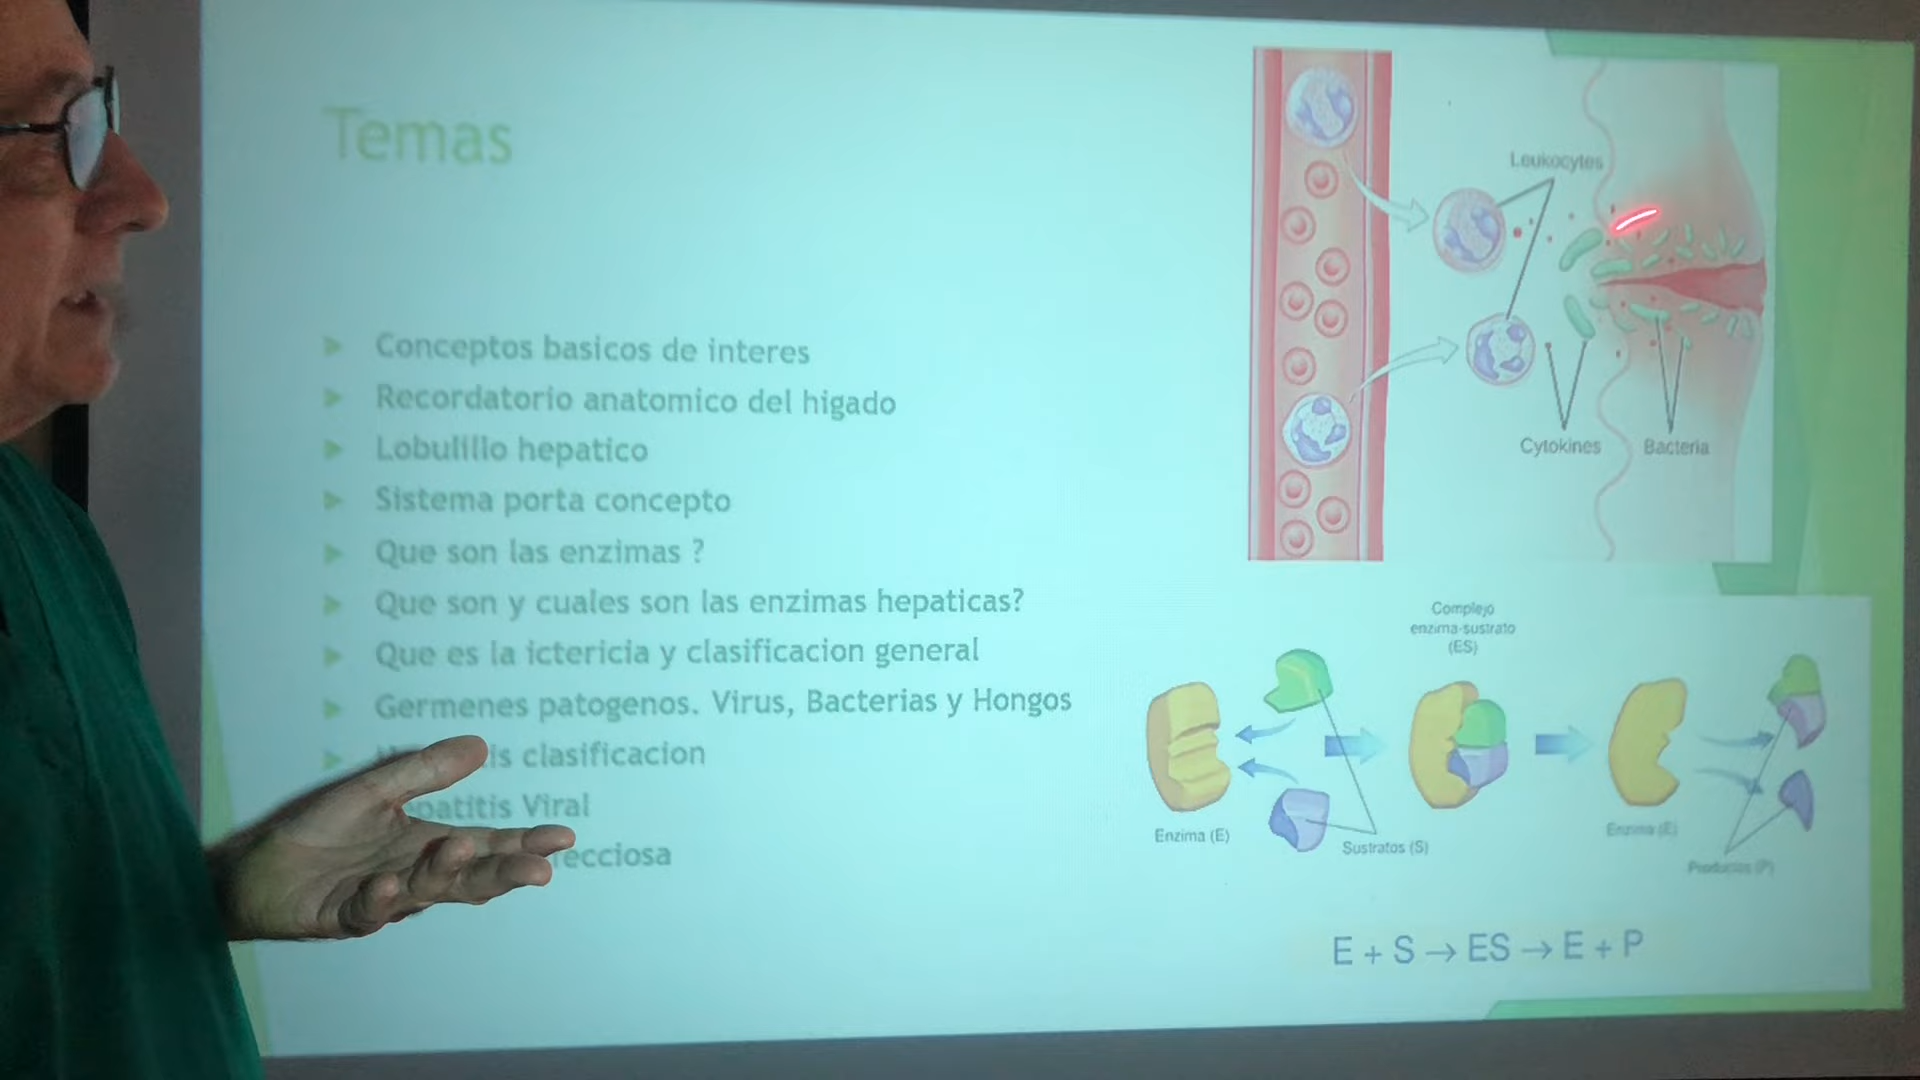 Temas
Conceptos basicos de interes
Recordatorio anatomico del higado
Lobulillo hepatico
Sistema porta concepto
Que son las enzimas ?
Que son y cuales son las enzimas hepaticas?
Que es la ictericia y clasificacion general
Germenes patogenos. Virus, Bacterias y Hongos
clasificacion
Viral
Leukocytes
Cytokines
Bacteria
Complejo
enzima-sustrato
(ES)
Enzima (E)
Sustratos (S)
Enzima (E)
Productos (P)
E + S → ES → E + P